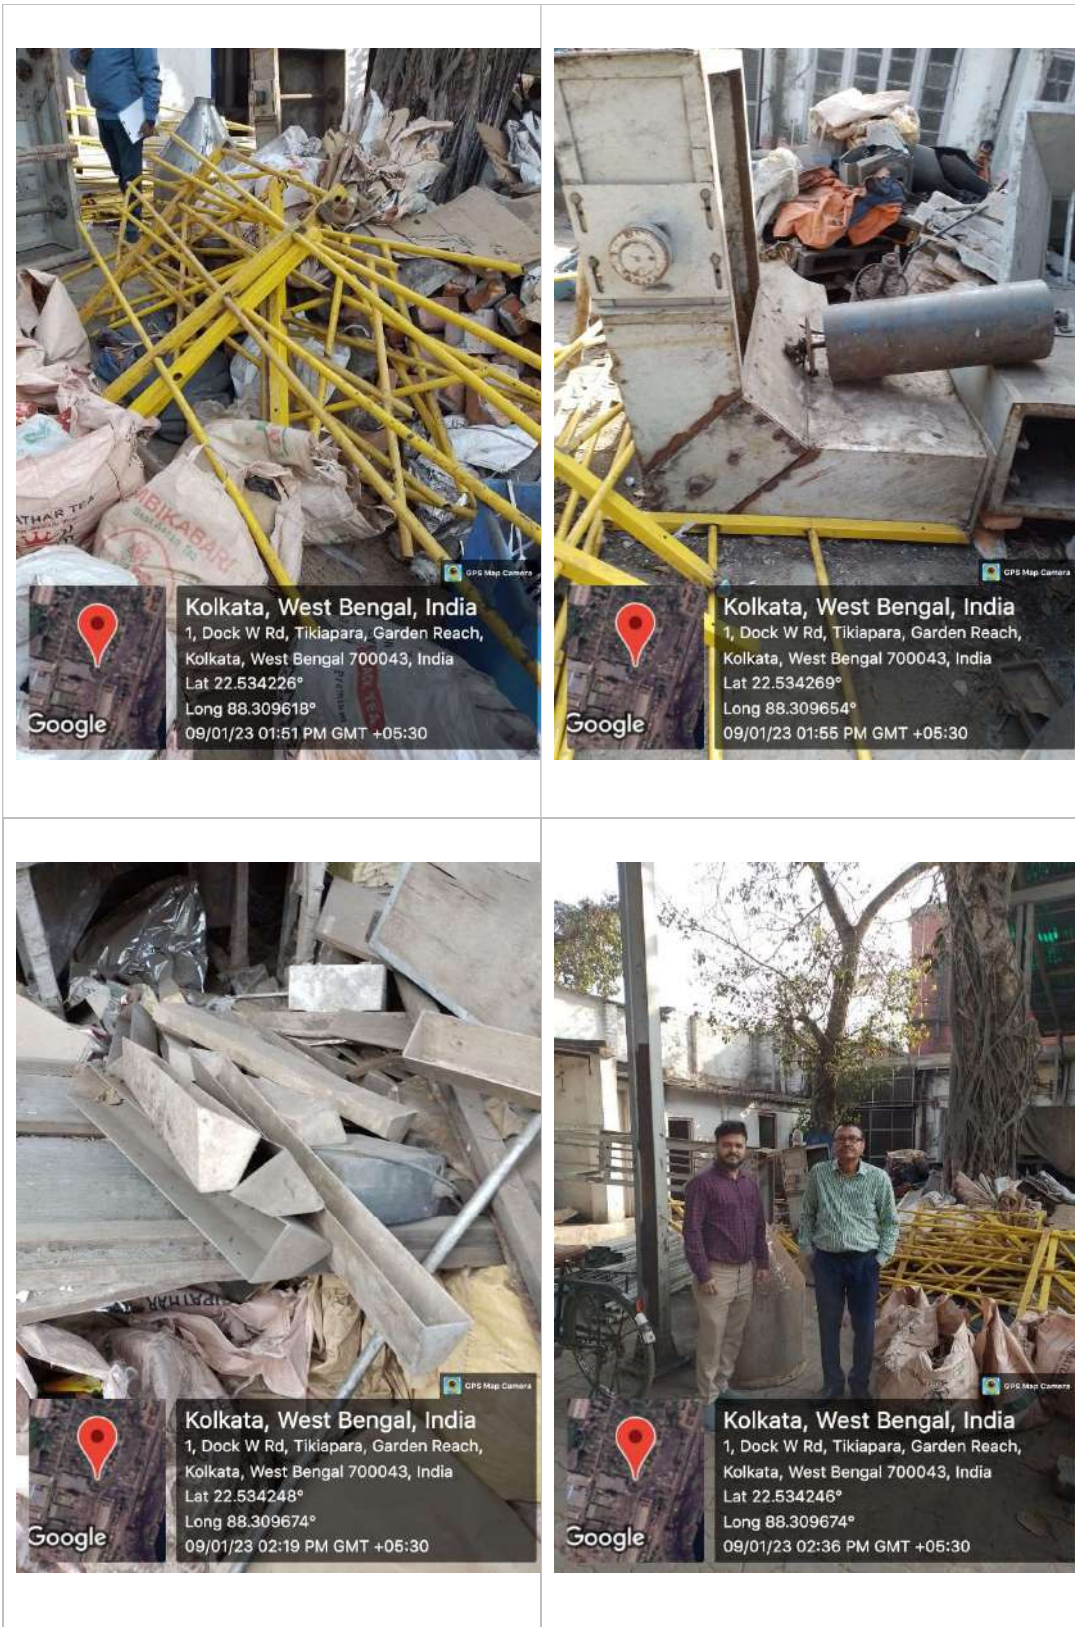 ATHAR TEA
MBIKABARI
Premium
TEA
GPS Map Camera
Google
Kolkata, West Bengal, India
1, Dock W Rd, Tikiapara, Garden Reach,
Kolkata, West Bengal 700043, India
Lat 22.534226°
Long 88.309618°
09/01/23 01:51 PM GMT +05:30
GPS Map Camera
Google
Kolkata, West Bengal, India
1, Dock W Rd, Tikiapara, Garden Reach,
Kolkata, West Bengal 700043, India
Lat 22.534269°
Long 88.309654°
09/01/23 01:55 PM GMT +05:30
IPATHAR
GPS Map Camera
Google
Kolkata, West Bengal, India
1, Dock W Rd, Tikiapara, Garden Reach,
Kolkata, West Bengal 700043, India
Lat 22.534248°
Long 88.309674°
09/01/23 02:19 PM GMT +05:30
GPS Map Camera
Google
Kolkata, West Bengal, India
1, Dock W Rd, Tikiapara, Garden Reach,
Kolkata, West Bengal 700043, India
Lat 22.534246°
Long 88.309674°
09/01/23 02:36 PM GMT +05:30